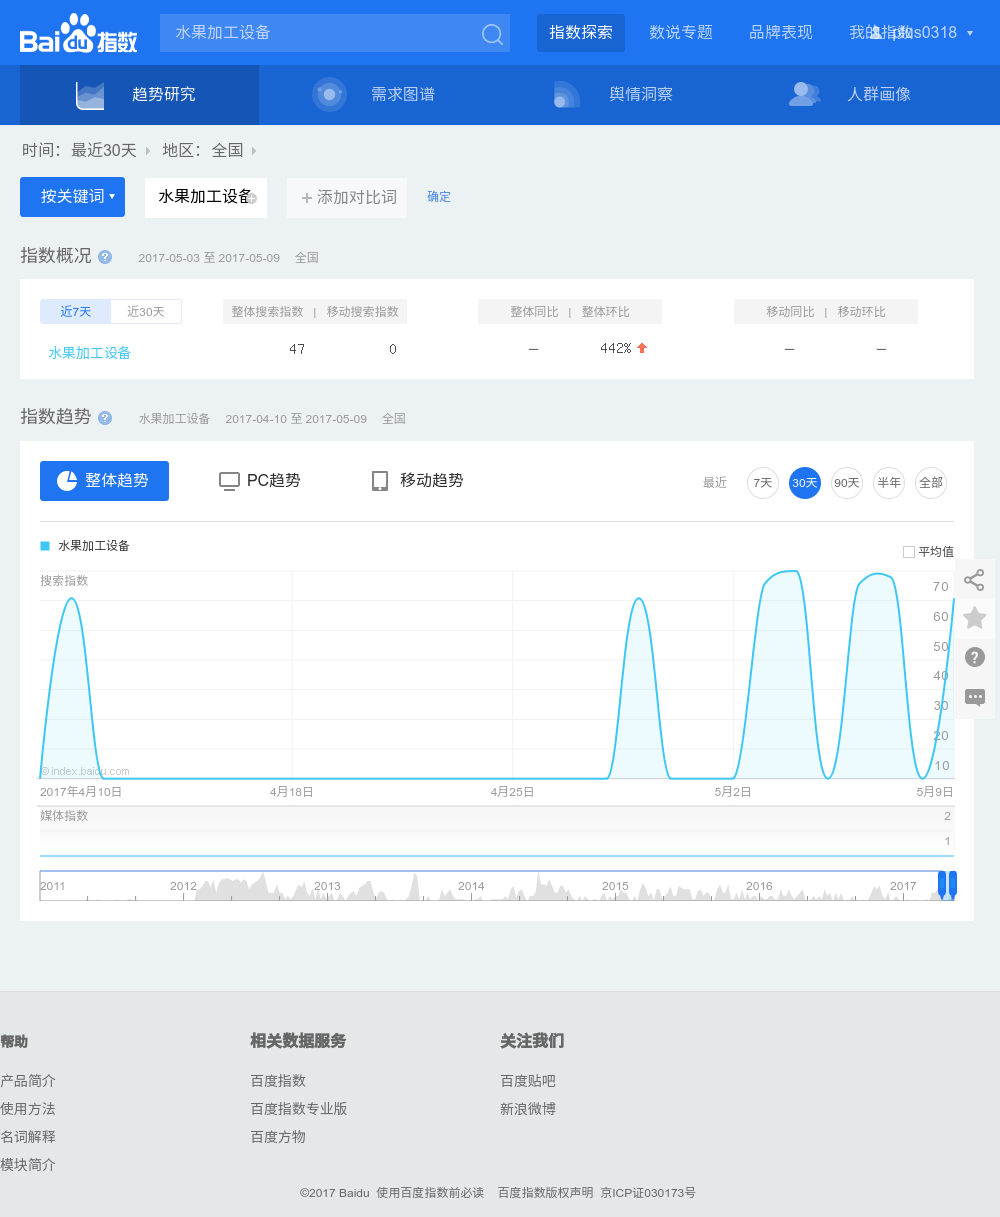 Bai du 指数
水果加工设备
指数探索 数说专题 品牌表现 我的指数 plus0318
趋势研究 需求图谱 舆情洞察 人群画像
时间: 最近30天 地区: 全国
按关键词 水果加工设备 +添加对比词 确定
指数概况 ? 2017-05-03 至 2017-05-09 全国
近7天 近30天 整体搜索指数 | 移动搜索指数 整体同比 | 整体环比 移动同比 | 移动环比
水果加工设备 47 0 – 442% – –
指数趋势 ? 水果加工设备 2017-04-10 至 2017-05-09 全国
整体趋势 PC趋势 移动趋势 最近 7天 30天 90天 半年 全部
水果加工设备
平均值
搜索指数
70
60
50
40
30
20
10
©index.baidu.com
2017年4月10日 4月18日 4月25日 5月2日 5月9日
媒体指数 2
1
2011 2012 2013 2014 2015 2016 2017
帮助 相关数据服务 关注我们
产品简介 百度指数 百度贴吧
使用方法 百度指数专业版 新浪微博
名词解释 百度方物
模块简介
©2017 Baidu 使用百度指数前必读 百度指数版权声明 京ICP证030173号